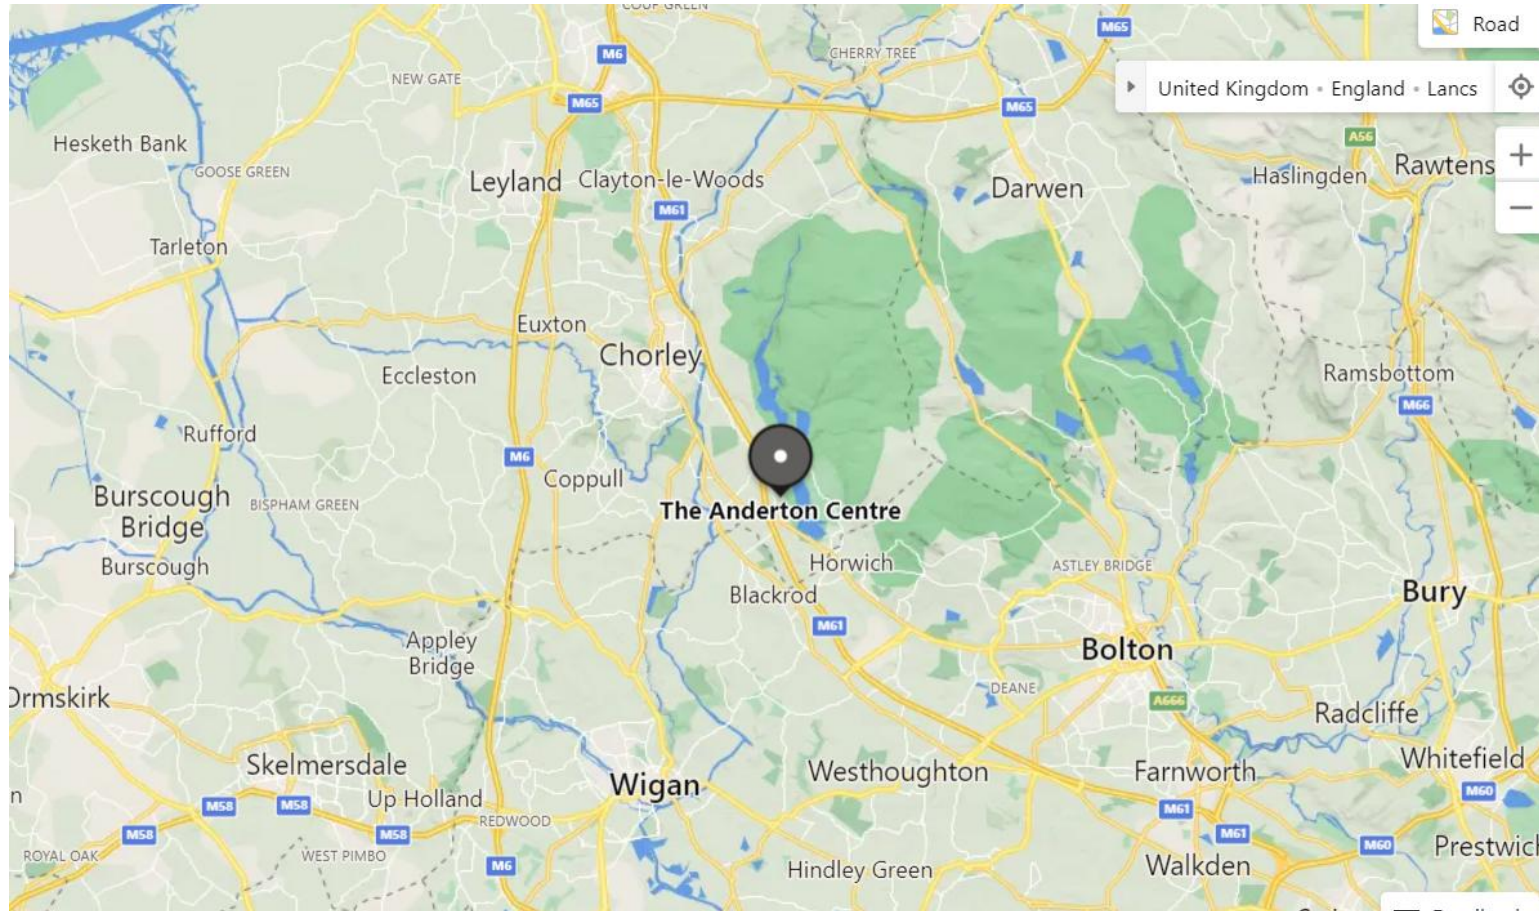 COUP GREEN
M65
Road
M6
CHERRY TREE
NEW GATE
United Kingdom • England • Lancs
M65
M65
A56
Hesketh Bank
GOOSE GREEN
Leyland
Clayton-le-Woods
Darwen
Haslingden
Rawtens
M61
Tarleton
Euxton
Chorley
Eccleston
Ramsbottom
M66
Rufford
M6
Coppull
Burscough
Bridge
BISPHAM GREEN
The Anderton Centre
Burscough
Horwich
ASTLEY BRIDGE
Blackrod
Bury
M61
Appley
Bridge
Bolton
Ormskirk
DEANE
A666
Radcliffe
Skelmersdale
Wigan
Westhoughton
Farnworth
Whitefield
n
M58
M58
Up Holland
M61
M60
REDWOOD
M58
M58
M61
M60
Prestwich
ROYAL OAK
WEST PIMBO
M6
Hindley Green
Walkden